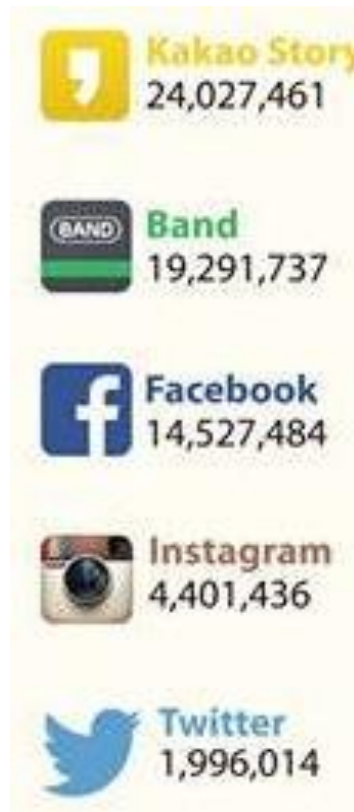 Kakao Story
24,027,461
BAND
Band
19,291,737
Facebook
14,527,484
Instagram
4,401,436
Twitter
1,996,014